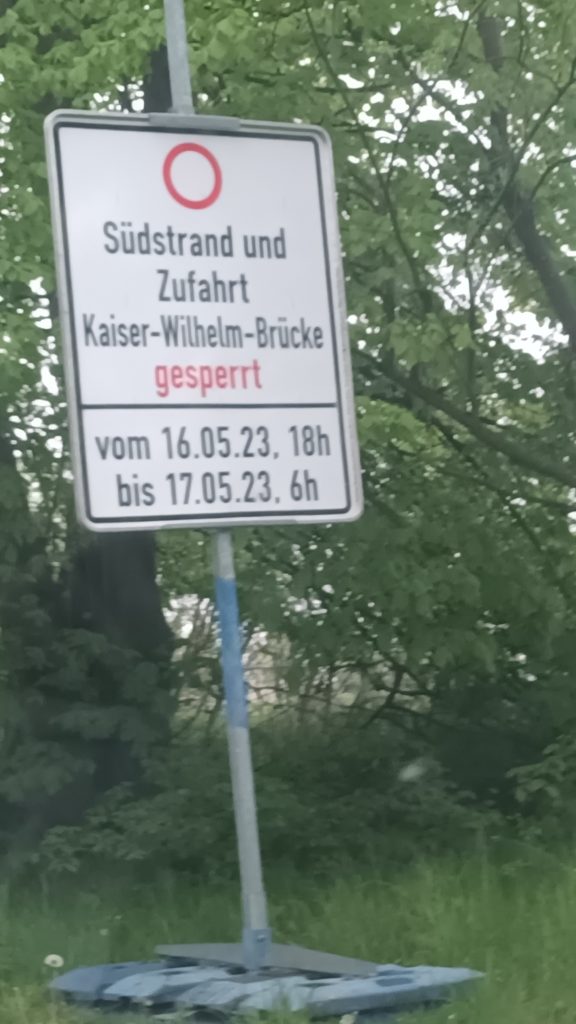 Südstrand und
Zufahrt
Kaiser-Wilhelm-Brücke
gesperrt
vom 16.05.23, 18h
bis 17.05.23, 6h